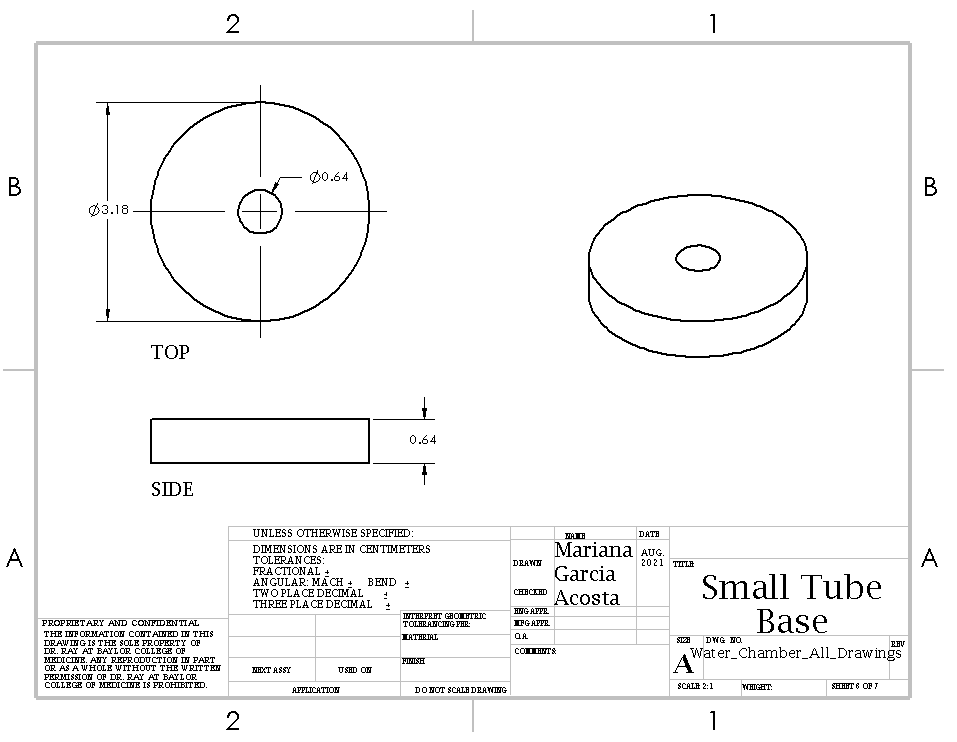 2
1
B
B
Ø0.64
Ø3.18
TOP
0.64
SIDE
A
A
UNLESS OTHERWISE SPECIFIED:
DIMENSIONS ARE IN CENTIMETERS
TOLERANCES:
FRACTIONAL ±
ANGULAR: MACH ± BEND ±
TWO PLACE DECIMAL ±
THREE PLACE DECIMAL ±
INTERPRET GEOMETRIC
TOLERANCING PER:
MATERIAL
FINISH
NEXT ASSY
USED ON
APPLICATION
DO NOT SCALE DRAWING
PROPRIETARY AND CONFIDENTIAL
THE INFORMATION CONTAINED IN THIS
DRAWING IS THE SOLE PROPERTY OF
DR. RAY AT BAYLOR COLLEGE OF
MEDICINE. ANY REPRODUCTION IN PART
OR AS A WHOLE WITHOUT THE WRITTEN
PERMISSION OF DR. RAY AT BAYLOR
COLLEGE OF MEDICINE IS PROHIBITED.
NAME
DATE
DRAWN
Mariana
Garcia
Acosta
AUG.
2021
CHECKED
ENG APPR.
MFG APPR.
Q.A.
COMMENTS:
TITLE:
Small Tube
Base
SIZE
DWG. NO.
REV
A
Water_Chamber_All_Drawings
SCALE: 2:1
WEIGHT:
SHEET 6 OF 7
2
1